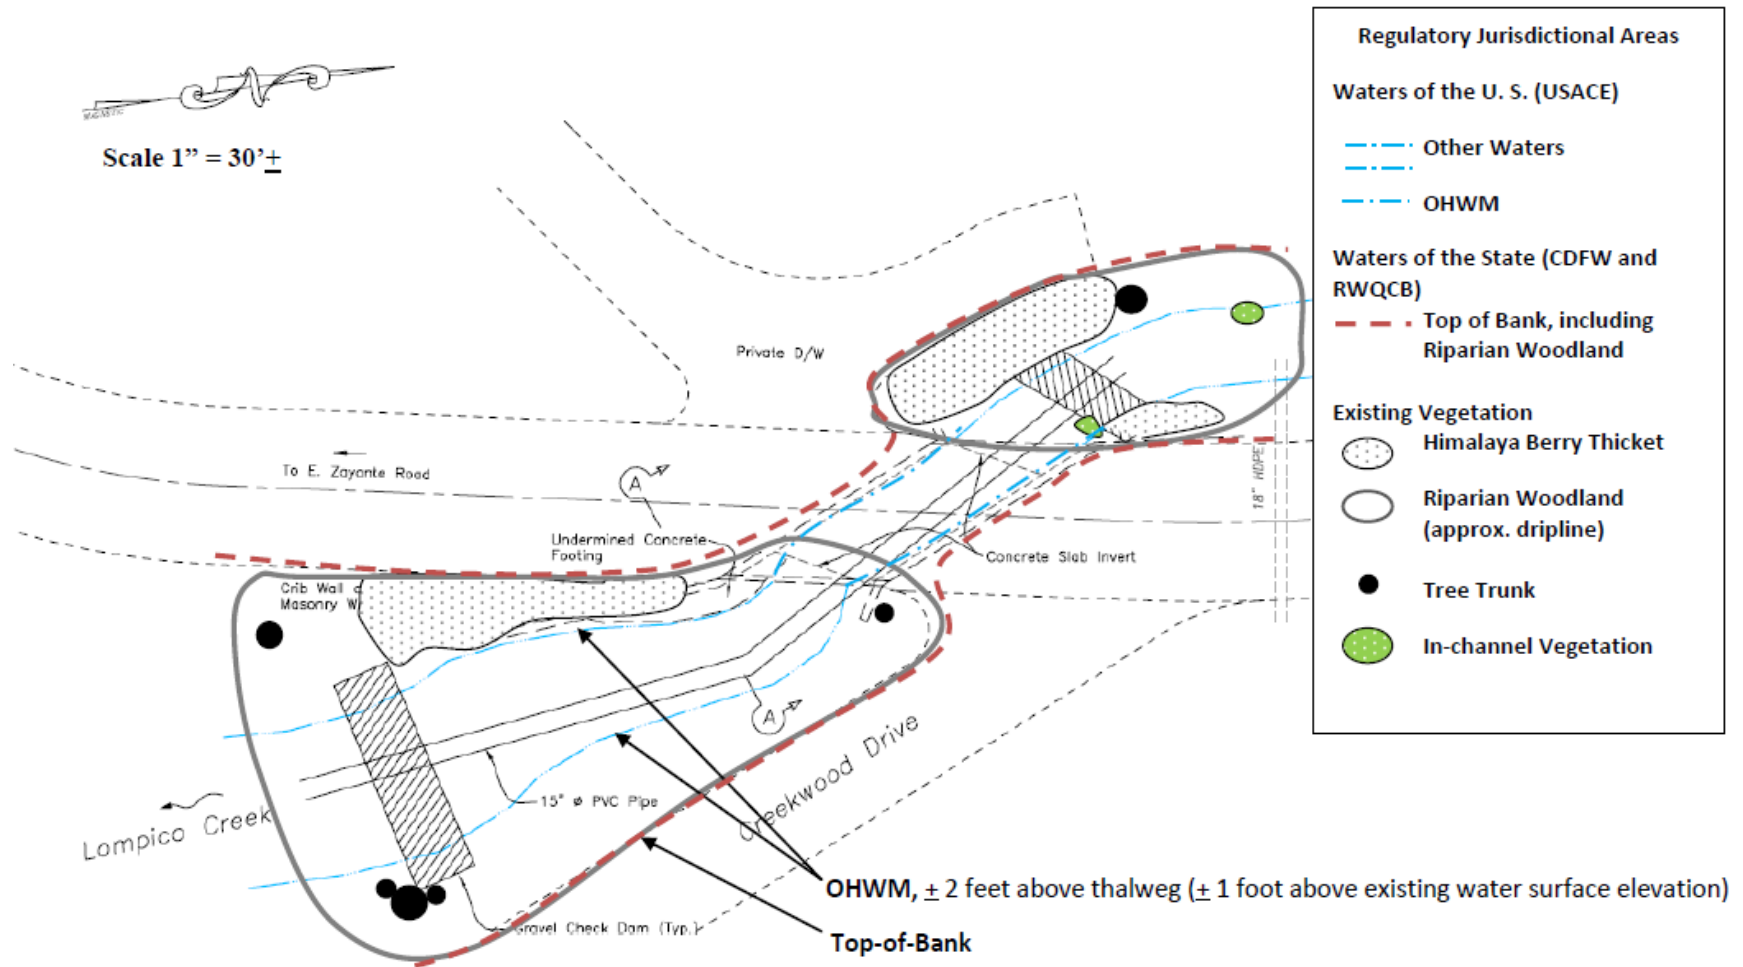 MAGNETIC
Scale 1” = 30’±
Private D/W
To E. Zayante Road
A
Undermined Concrete
Footing
Concrete Slab Invert
18" HDPE
Crib Wall
Masonry W
A
15" ø PVC Pipe
Creekwood Drive
Lompico Creek
Gravel Check Dam (Typ.)
OHWM, ± 2 feet above thalweg (± 1 foot above existing water surface elevation)
Top-of-Bank
Regulatory Jurisdictional Areas
Waters of the U. S. (USACE)
Other Waters
OHWM
Waters of the State (CDFW and
RWQCB)
Top of Bank, including
Riparian Woodland
Existing Vegetation
Himalaya Berry Thicket
Riparian Woodland
(approx. dripline)
Tree Trunk
In-channel Vegetation